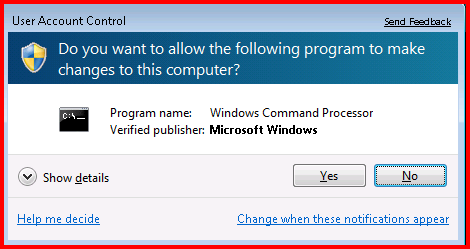 User Account Control
Send Feedback
Do you want to allow the following program to make
changes to this computer?
C:\_
Program name: Windows Command Processor
Verified publisher: Microsoft Windows
Show details
Yes
No
Help me decide
Change when these notifications appear